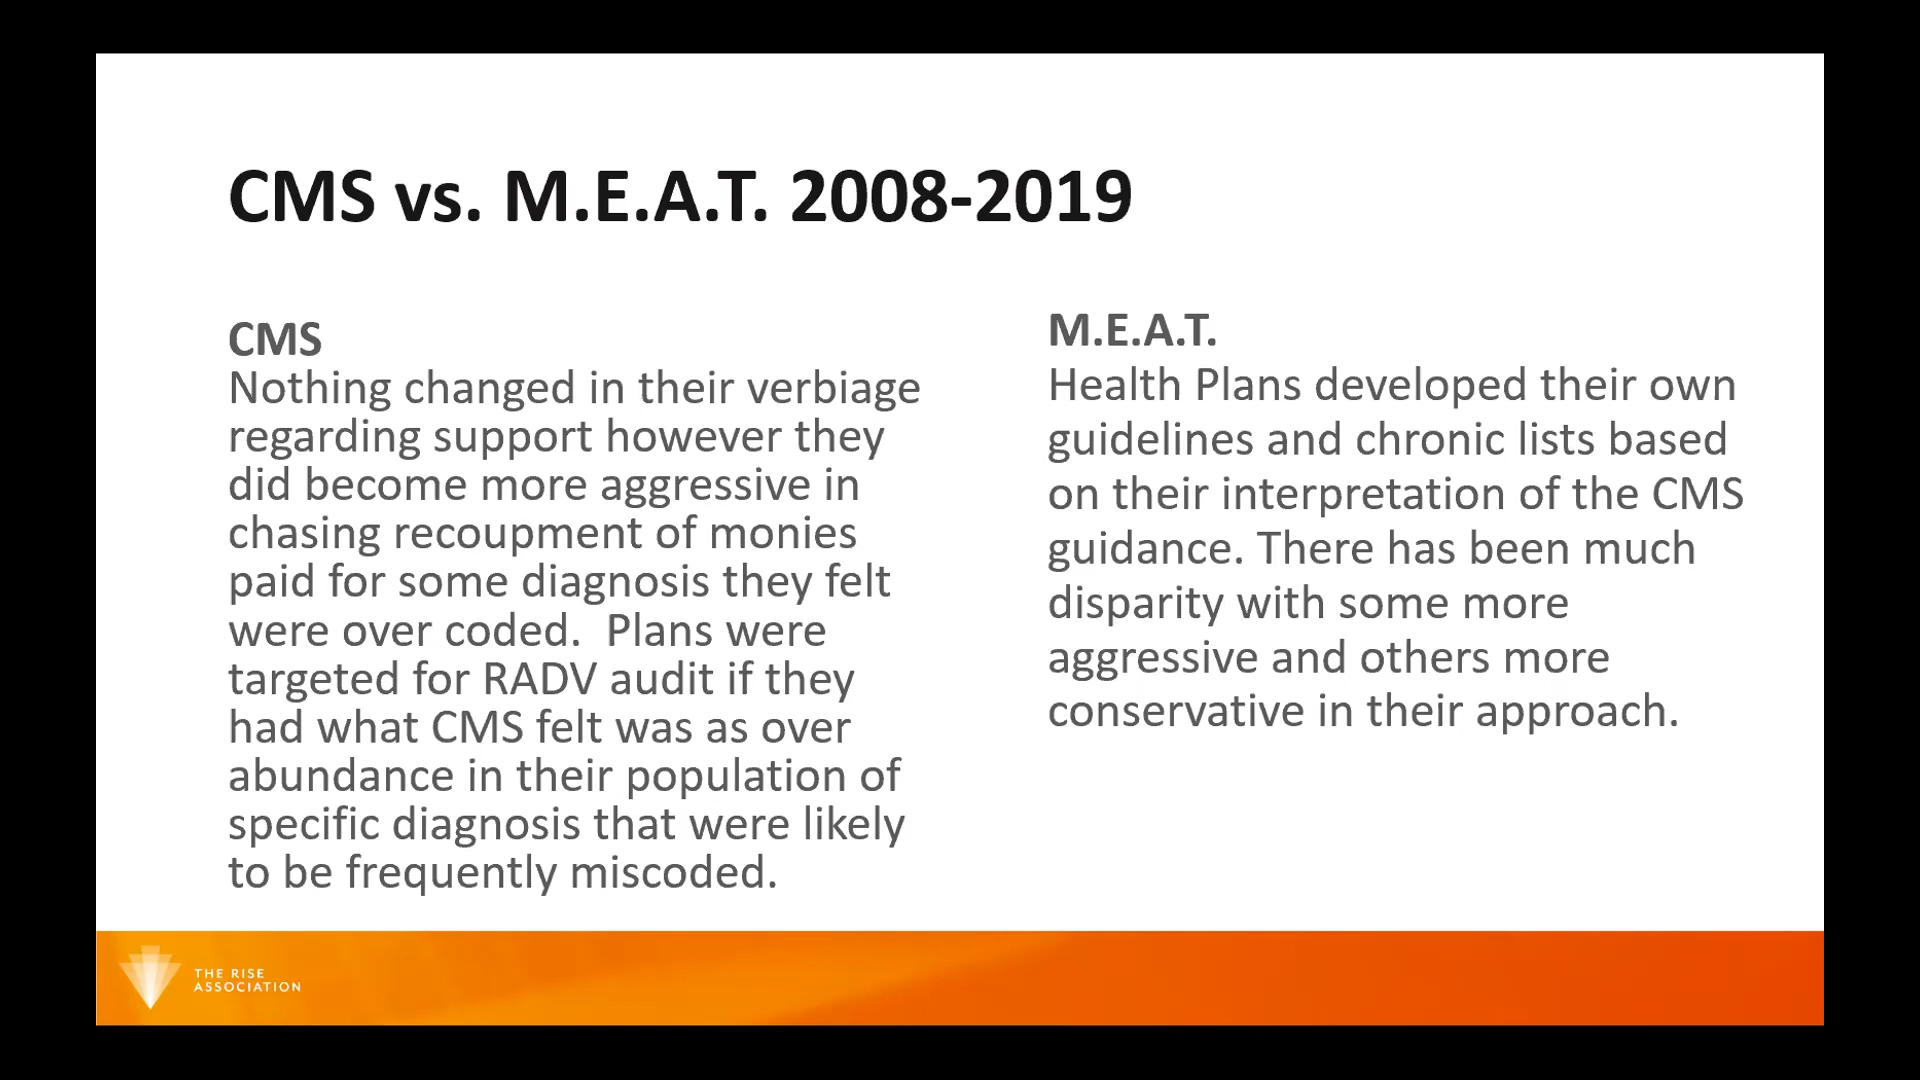 CMS vs. M.E.A.T. 2008-2019
CMS
Nothing changed in their verbiage
regarding support however they
did become more aggressive in
chasing recoupment of monies
paid for some diagnosis they felt
were over coded.  Plans were
targeted for RADV audit if they
had what CMS felt was as over
abundance in their population of
specific diagnosis that were likely
to be frequently miscoded.
M.E.A.T.
Health Plans developed their own
guidelines and chronic lists based
on their interpretation of the CMS
guidance. There has been much
disparity with some more
aggressive and others more
conservative in their approach.
THE RISE
ASSOCIATION